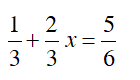 1/3 + 2/3 x = 5/6